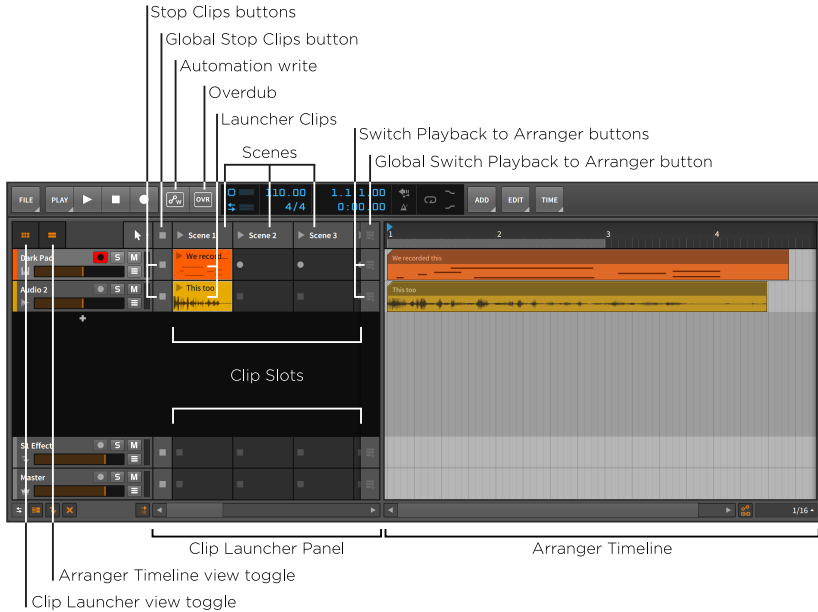 Stop Clips buttons
Global Stop Clips button
Automation write
Overdub
Launcher Clips
Switch Playback to Arranger buttons
Scenes
Global Switch Playback to Arranger button
FILE PLAY W OVR 110.00 1.1.1.00 ADD EDIT TIME
4/4 0:00.00
Scene 1 Scene 2 Scene 3 1 2 3 4
Dark Pad S M We record... We recorded this
Audio 2 S M This too This too
Clip Slots
S1 Effect S M
Master S M
1/16
Clip Launcher Panel Arranger Timeline
Arranger Timeline view toggle
Clip Launcher view toggle